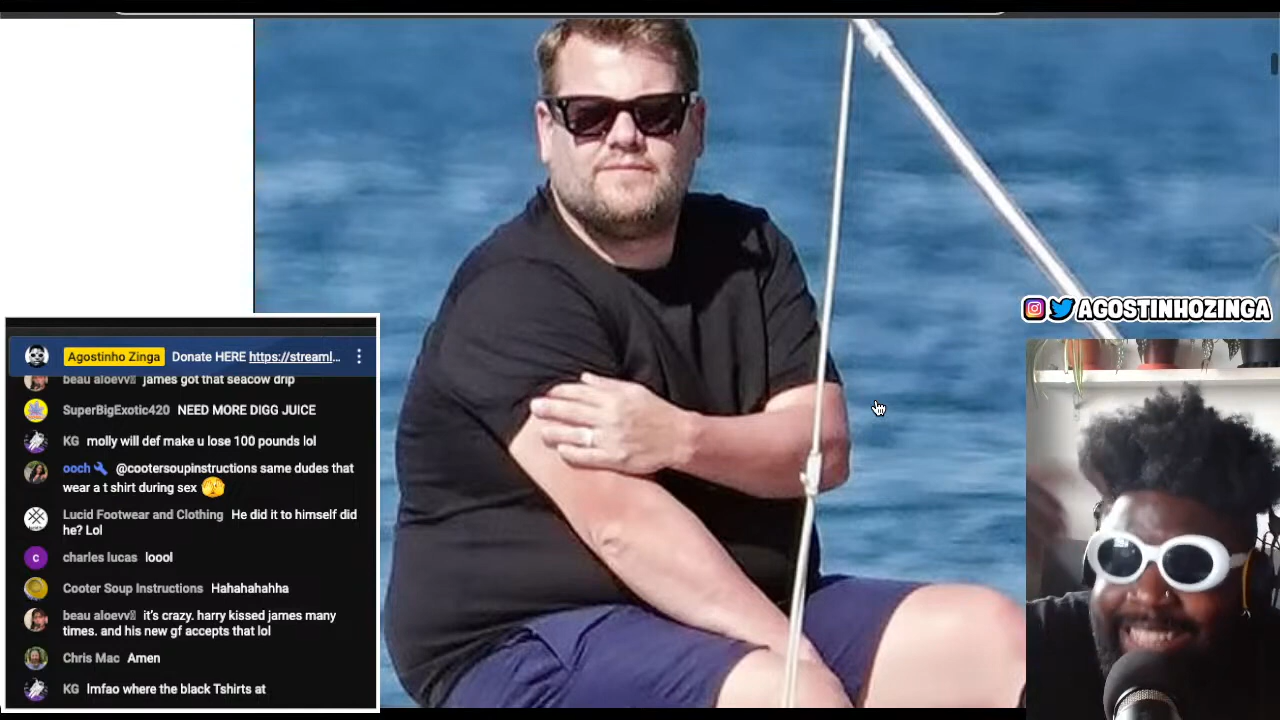 AGOSTINHOZINGA
Agostinho Zinga Donate HERE https://streaml...
beau aloevv james got that seacow drip
SuperBigExotic420 NEED MORE DIGG JUICE
KG molly will def make u lose 100 pounds lol
ooch @cootersoupinstructions same dudes that
wear a t shirt during sex
Lucid Footwear and Clothing He did it to himself did
he? Lol
charles lucas loool
Cooter Soup Instructions Hahahahahha
beau aloevv it's crazy. harry kissed james many
times. and his new gf accepts that lol
Chris Mac Amen
KG lmfao where the black Tshirts at